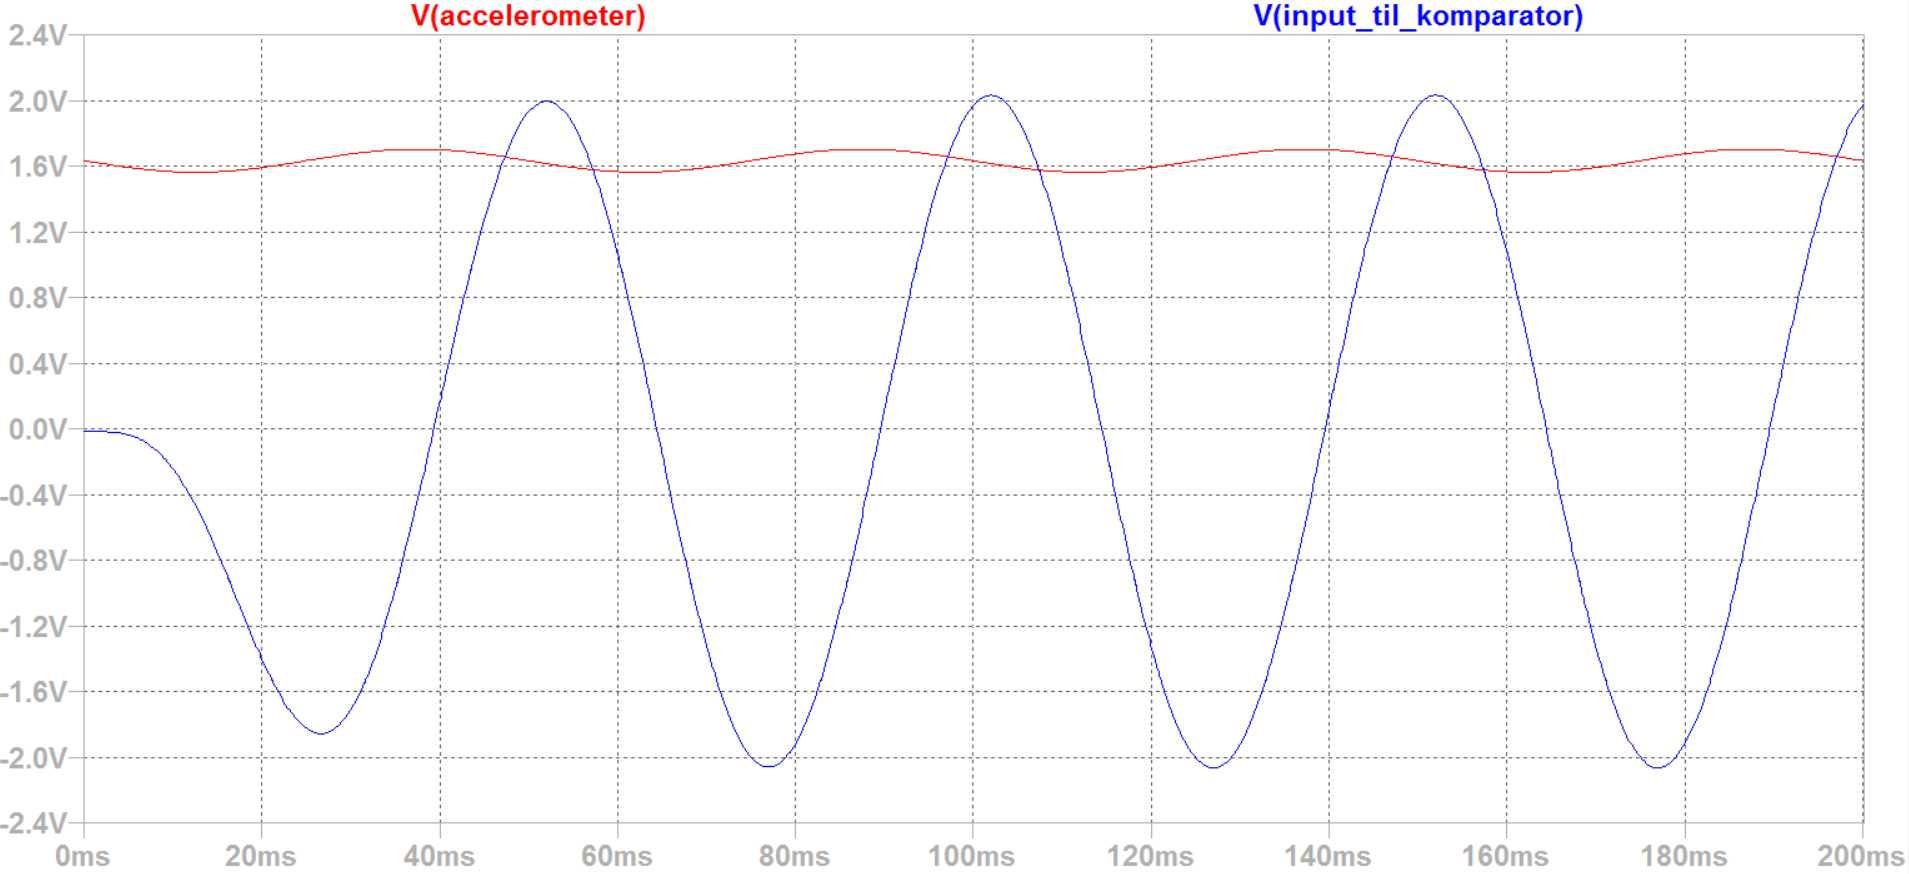 V(accelerometer) V(input_til_komparator)
2.4V
2.0V
1.6V
1.2V
0.8V
0.4V
0.0V
-0.4V
-0.8V
-1.2V
-1.6V
-2.0V
-2.4V
0ms 20ms 40ms 60ms 80ms 100ms 120ms 140ms 160ms 180ms 200ms